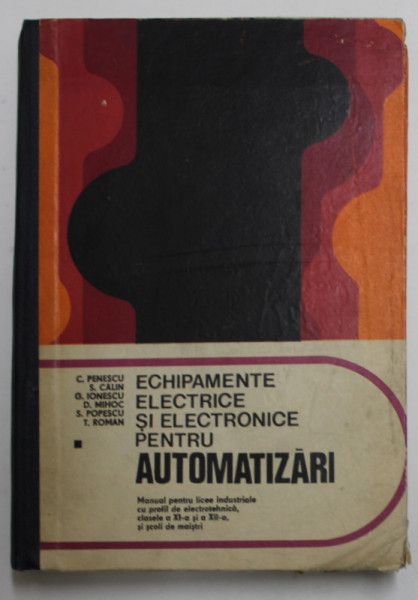 C. PENESCU
S. CĂLIN
G. IONESCU
D. MIHOC
S. POPESCU
T. ROMAN
ECHIPAMENTE
ELECTRICE
ȘI ELECTRONICE
PENTRU
AUTOMATIZĂRI
Manual pentru licee industriale
cu profil de electrotehnică,
clasele a XI-a și a XII-a,
și școli de maiștri